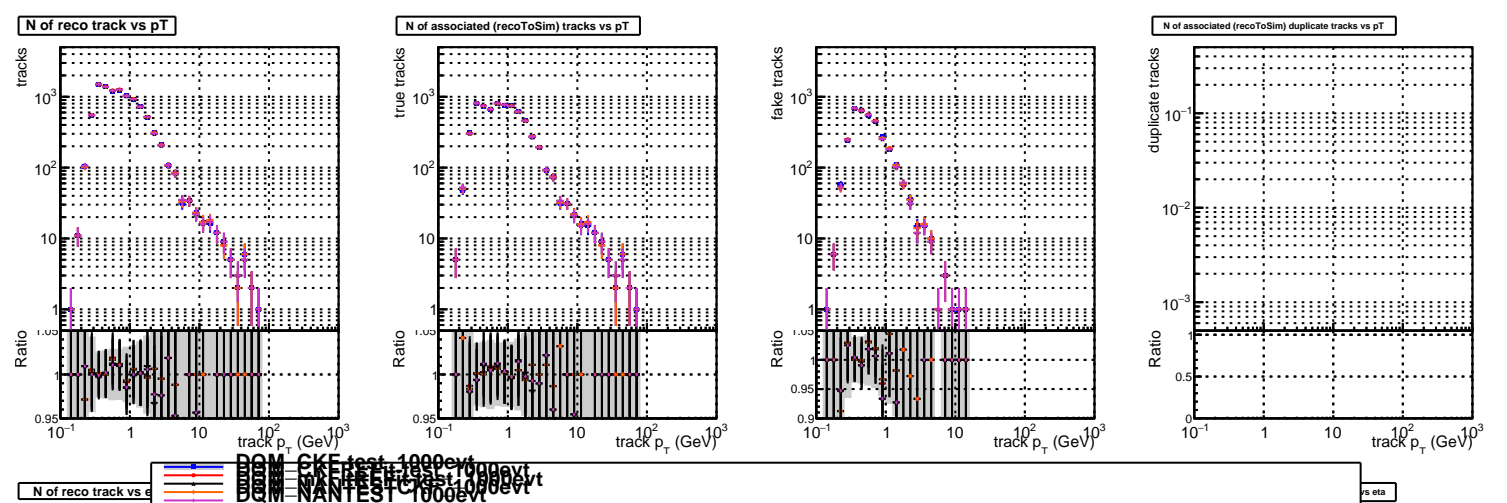 N of reco track vs pT
N of associated (recoToSim) tracks vs pT
N of associated (recoToSim) duplicate tracks vs pT
tracks
10³
10²
10
1
Ratio
1.05
1
0.95
10⁻¹ 1 10 10² 10³
track p_T (GeV)
true tracks
10³
10²
10
1
Ratio
1.05
1
0.95
10⁻¹ 1 10 10² 10³
track p_T (GeV)
fake tracks
10³
10²
10
1
Ratio
1.05
1
0.95
0.9
10⁻¹ 1 10 10² 10³
track p_T (GeV)
duplicate tracks
10⁻¹
10⁻²
10⁻³
Ratio
1
0.5
0
10⁻¹ 1 10 10² 10³
track p_T (GeV)
DQM_CKF test_1000evt
DQM_NANTEST_1000evt
N of reco track vs
vs eta